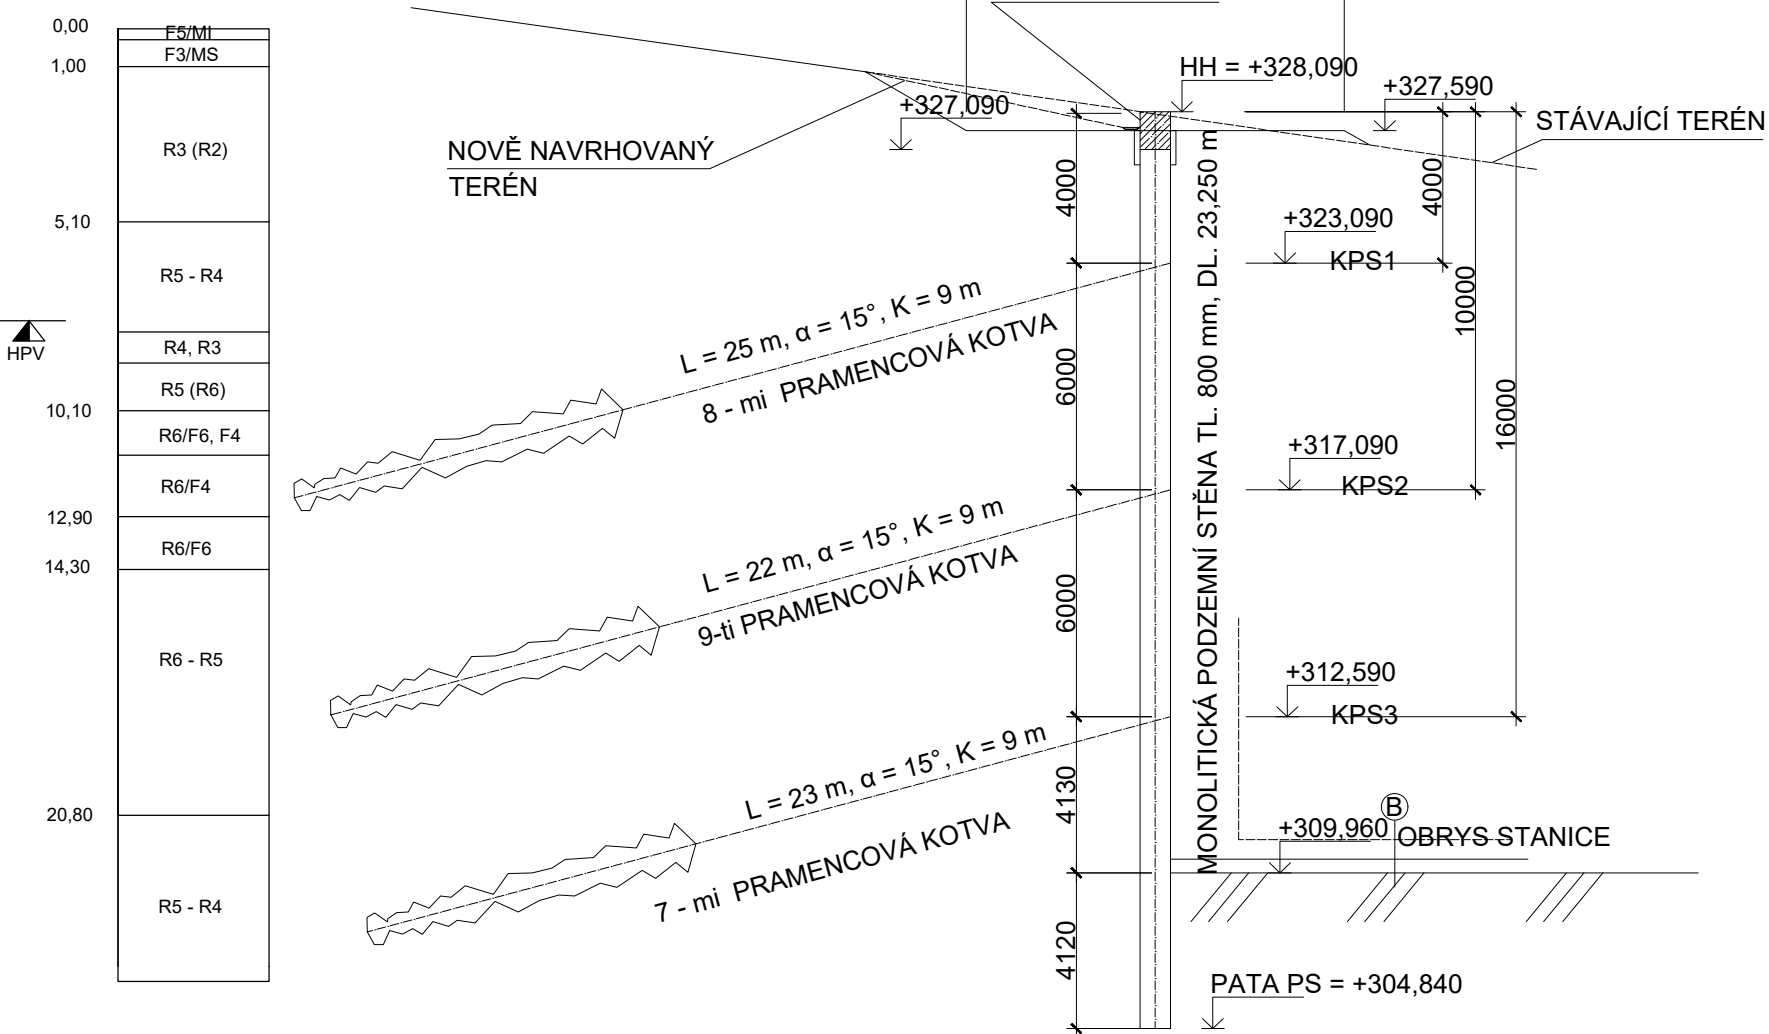 0,00
F5/MI
F3/MS
1,00
R3 (R2)
5,10
R5 - R4
HPV
R4, R3
R5 (R6)
10,10
R6/F6, F4
R6/F4
12,90
R6/F6
14,30
R6 - R5
20,80
R5 - R4
NOVĚ NAVRHOVANÝ
TERÉN
+327,090
HH = +328,090
+327,590
STÁVAJÍCÍ TERÉN
4000
6000
6000
4130
4120
L = 25 m, α = 15°, K = 9 m
8 - mi PRAMENCOVÁ KOTVA
L = 22 m, α = 15°, K = 9 m
9-ti PRAMENCOVÁ KOTVA
L = 23 m, α = 15°, K = 9 m
7 - mi PRAMENCOVÁ KOTVA
MONOLITICKÁ PODZEMNÍ STĚNA TL. 800 mm, DL. 23,250 m
+323,090
KPS1
+317,090
KPS2
+312,590
KPS3
4000
10000
16000
B
+309,960
OBRYS STANICE
PATA PS = +304,840